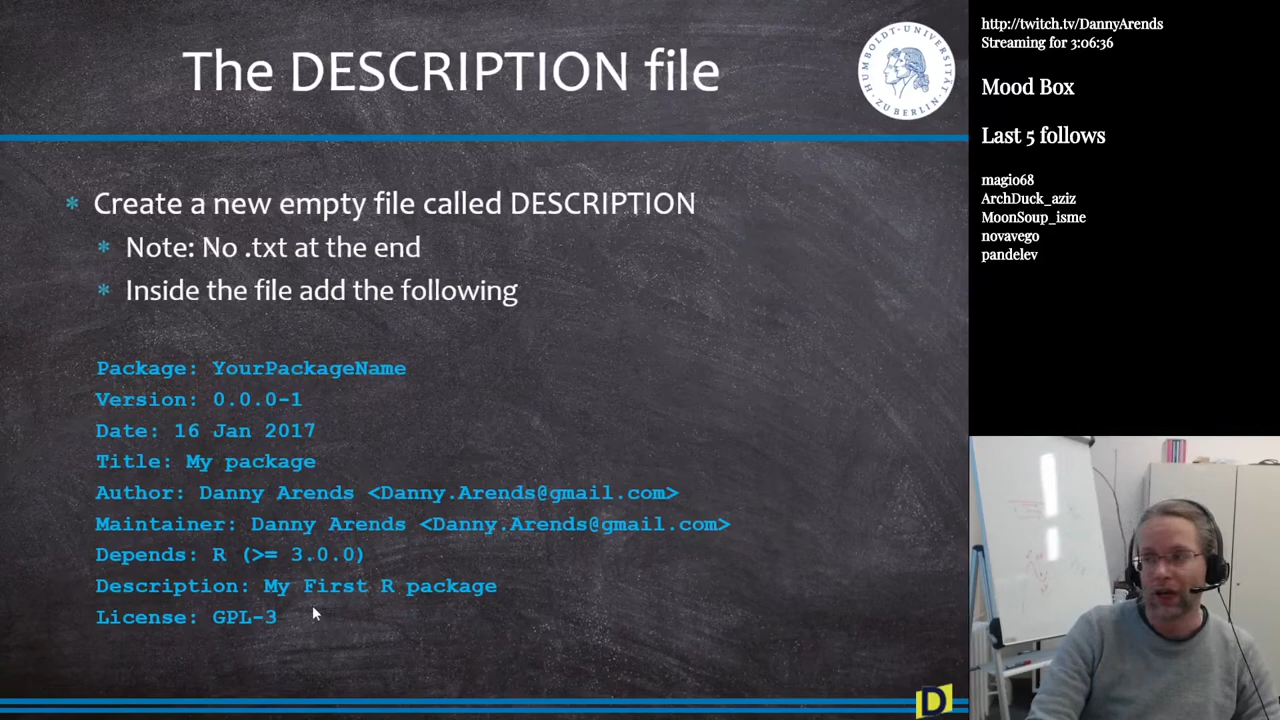 The DESCRIPTION file
HUMBOLDT-UNIVERSITÄT
ZU BERLIN
Create a new empty file called DESCRIPTION
Note: No .txt at the end
Inside the file add the following
Package: YourPackageName
Version: 0.0.0-1
Date: 16 Jan 2017
Title: My package
Author: Danny Arends <Danny.Arends@gmail.com>
Maintainer: Danny Arends <Danny.Arends@gmail.com>
Depends: R (>= 3.0.0)
Description: My First R package
License: GPL-3
D
http://twitch.tv/DannyArends
Streaming for 3:06:36
Mood Box
Last 5 follows
magio68
ArchDuck_aziz
MoonSoup_isme
novavego
pandelev